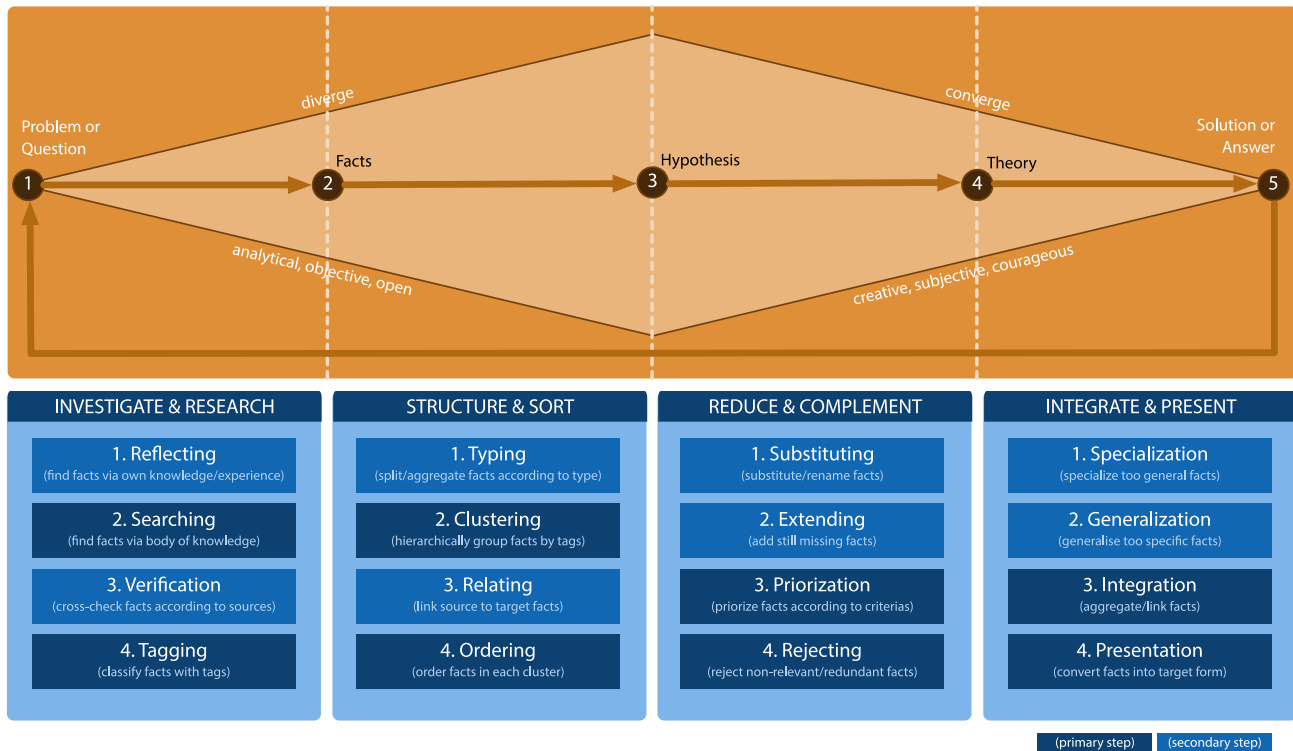 diverge
converge
Problem or
Question
Solution or
Answer
Facts
Hypothesis
Theory
1
2
3
4
5
analytical, objective, open
creative, subjective, courageous
INVESTIGATE & RESEARCH
1. Reflecting
(find facts via own knowledge/experience)
2. Searching
(find facts via body of knowledge)
3. Verification
(cross-check facts according to sources)
4. Tagging
(classify facts with tags)
STRUCTURE & SORT
1. Typing
(split/aggregate facts according to type)
2. Clustering
(hierarchically group facts by tags)
3. Relating
(link source to target facts)
4. Ordering
(order facts in each cluster)
REDUCE & COMPLEMENT
1. Substituting
(substitute/rename facts)
2. Extending
(add still missing facts)
3. Priorization
(priorize facts according to criterias)
4. Rejecting
(reject non-relevant/redundant facts)
INTEGRATE & PRESENT
1. Specialization
(specialize too general facts)
2. Generalization
(generalise too specific facts)
3. Integration
(aggregate/link facts)
4. Presentation
(convert facts into target form)
(primary step)
(secondary step)